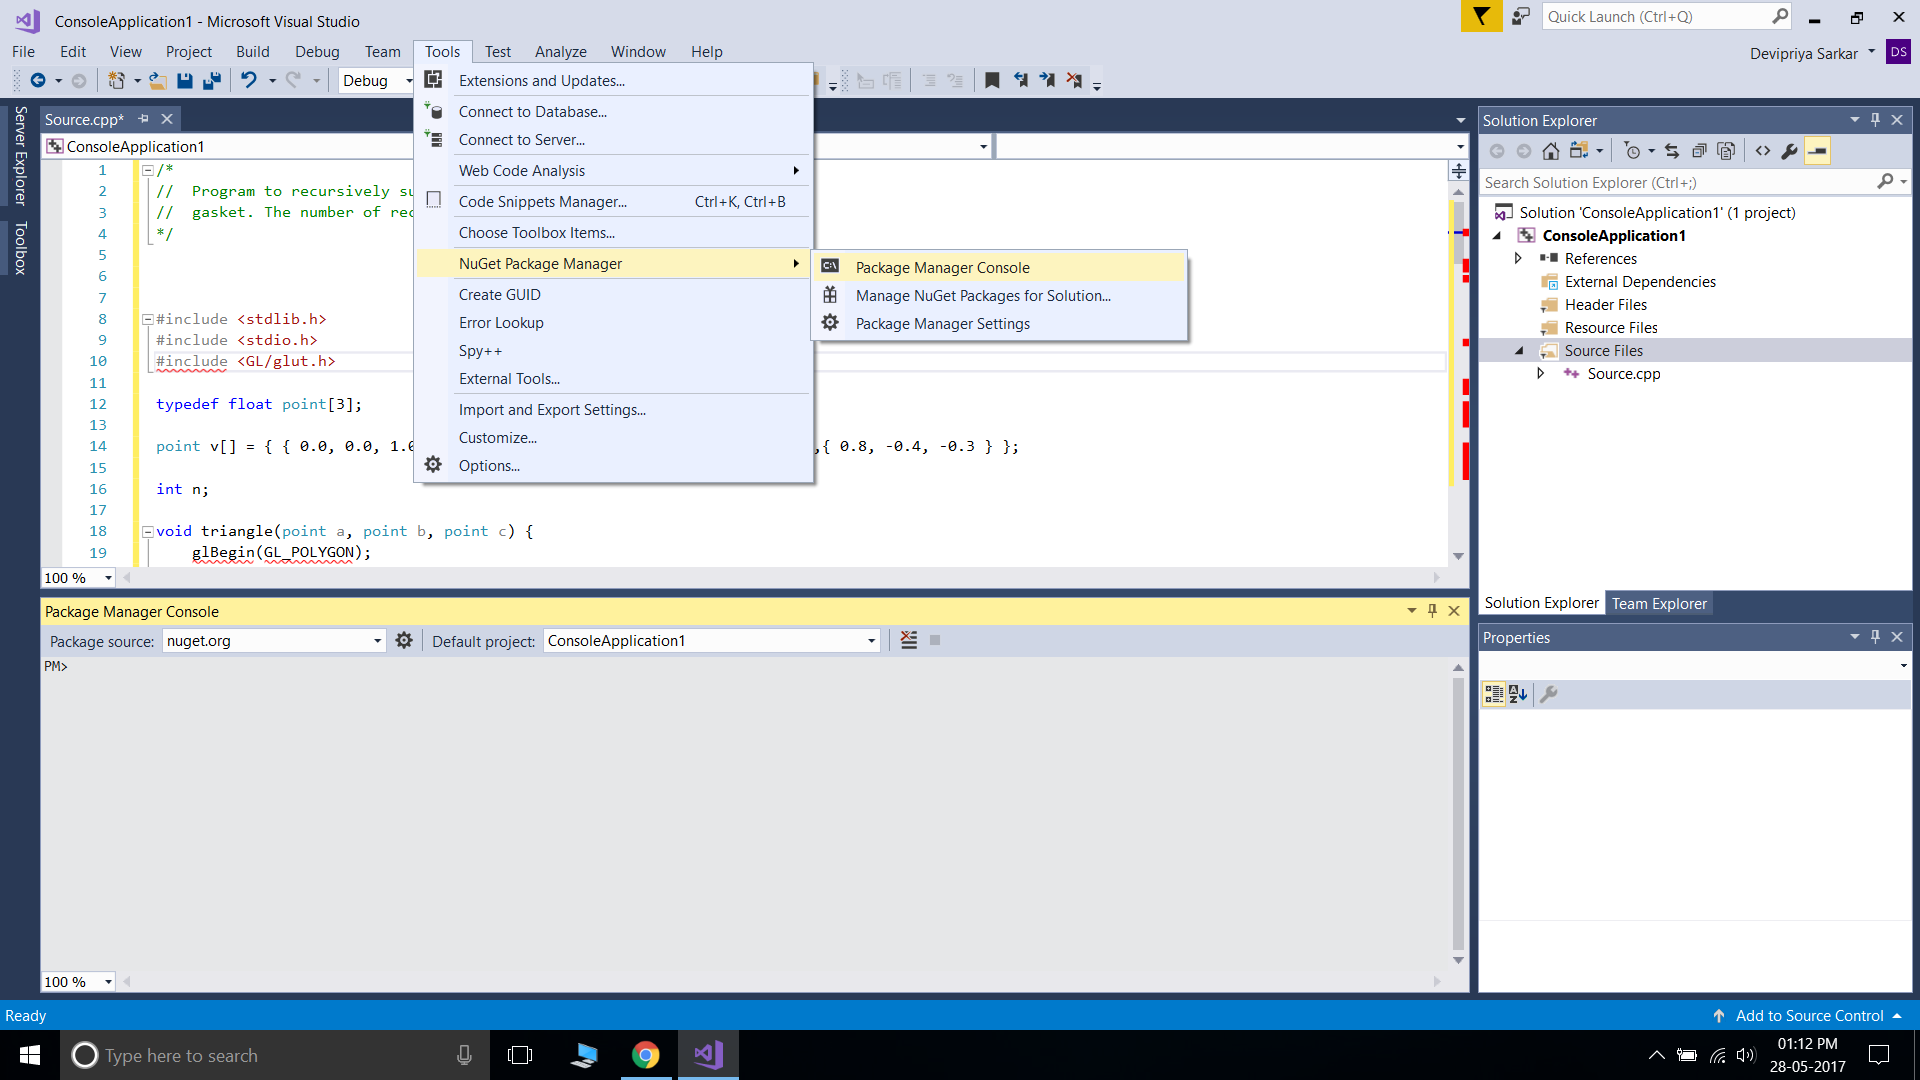 ConsoleApplication1 - Microsoft Visual Studio
Quick Launch (Ctrl+Q)
File Edit View Project Build Debug Team Tools Test Analyze Window Help
Devipriya Sarkar DS
Debug
Extensions and Updates...
Connect to Database...
Connect to Server...
Web Code Analysis
Code Snippets Manager... Ctrl+K, Ctrl+B
Choose Toolbox Items...
NuGet Package Manager
Create GUID
Error Lookup
Spy++
External Tools...
Import and Export Settings...
Customize...
Options...
Package Manager Console
Manage NuGet Packages for Solution...
Package Manager Settings
Server Explorer
Toolbox
Source.cpp*
ConsoleApplication1
1 /*
2 // Program to recursively su
3 // gasket. The number of rec
4 */
5
6
7
8 #include <stdlib.h>
9 #include <stdio.h>
10 #include <GL/glut.h>
11
12 typedef float point[3];
13
14 point v[] = { { 0.0, 0.0, 1.0 ,{ 0.8, -0.4, -0.3 } };
15
16 int n;
17
18 void triangle(point a, point b, point c) {
19 glBegin(GL_POLYGON);
100 %
Package Manager Console
Package source: nuget.org Default project: ConsoleApplication1
PM>
100 %
Solution Explorer
Search Solution Explorer (Ctrl+;)
Solution 'ConsoleApplication1' (1 project)
ConsoleApplication1
References
External Dependencies
Header Files
Resource Files
Source Files
Source.cpp
Solution Explorer Team Explorer
Properties
Ready
Add to Source Control
Type here to search
01:12 PM
28-05-2017